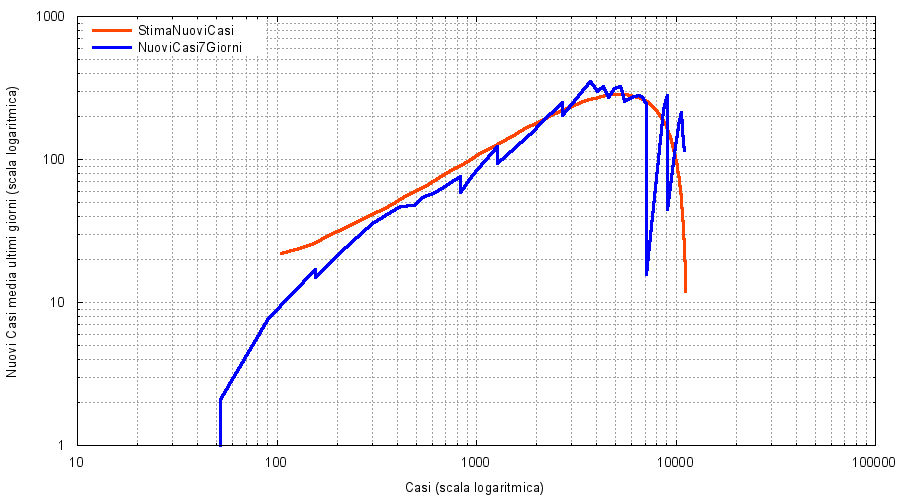 1000
StimaNuoviCasi
NuoviCasi7Giorni
100
10
1
Nuovi Casi media ultimi giorni (scala logaritmica)
10 100 1000 10000 100000
Casi (scala logaritmica)